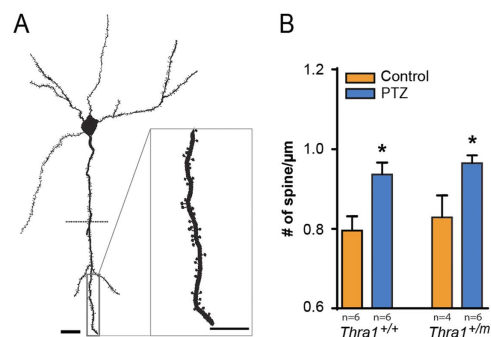 A
B
Control
PTZ
# of spine/µm
1.2
1.0
0.8
0.6
*
*
n=6 n=6 n=4 n=6
Thra1+/+ Thra1+/m